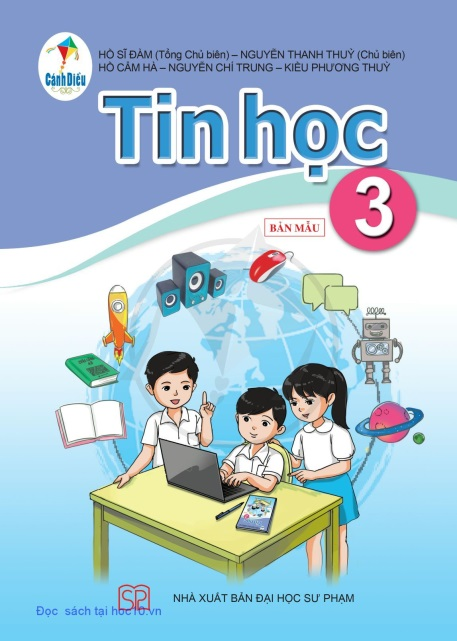 HỒ SĨ ĐÀM (Tổng Chủ biên) – NGUYỄN THANH THUỶ (Chủ biên)
HỒ CẨM HÀ – NGUYỄN CHÍ TRUNG – KIỀU PHƯƠNG THUỲ
Cánh Diều
Tin học
3
BẢN MẪU
NHÀ XUẤT BẢN ĐẠI HỌC SƯ PHẠM
Đọc sách tại hoc10.vn